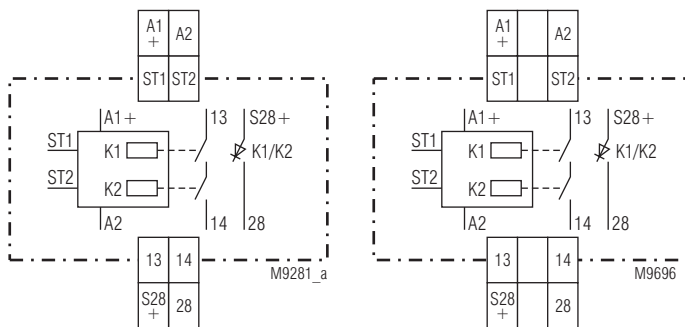 A1 + A2
ST1 ST2
A1+ 13 S28+
ST1 K1 K1/K2
ST2 K2
A2 14 28
13 14
M9281_a
S28 + 28
A1 + A2
ST1 ST2
A1+ 13 S28+
ST1 K1 K1/K2
ST2 K2
A2 14 28
13 14
M9696
S28 + 28